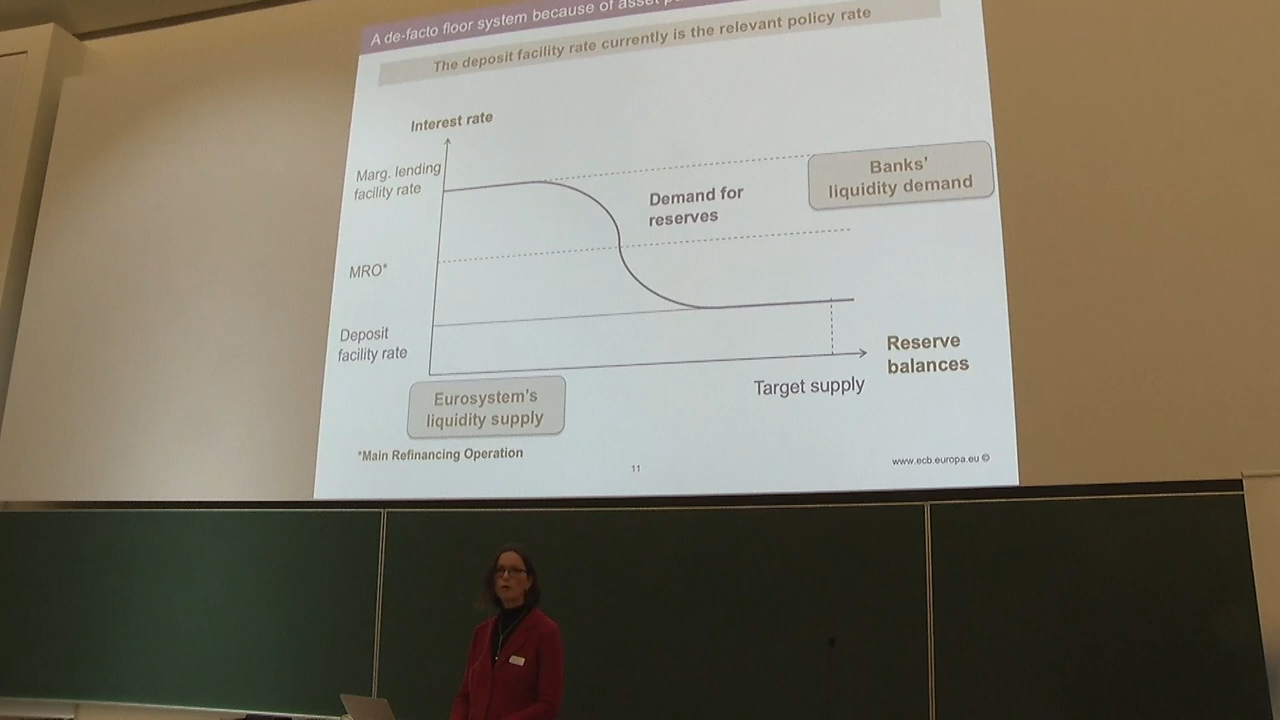 A de-facto floor system because of asset
The deposit facility rate currently is the relevant policy rate
Interest rate
Marg. lending
facility rate
Banks'
liquidity demand
Demand for
reserves
MRO*
Deposit
facility rate
Reserve
balances
Target supply
Eurosystem's
liquidity supply
*Main Refinancing Operation
11
www.ecb.europa.eu ©